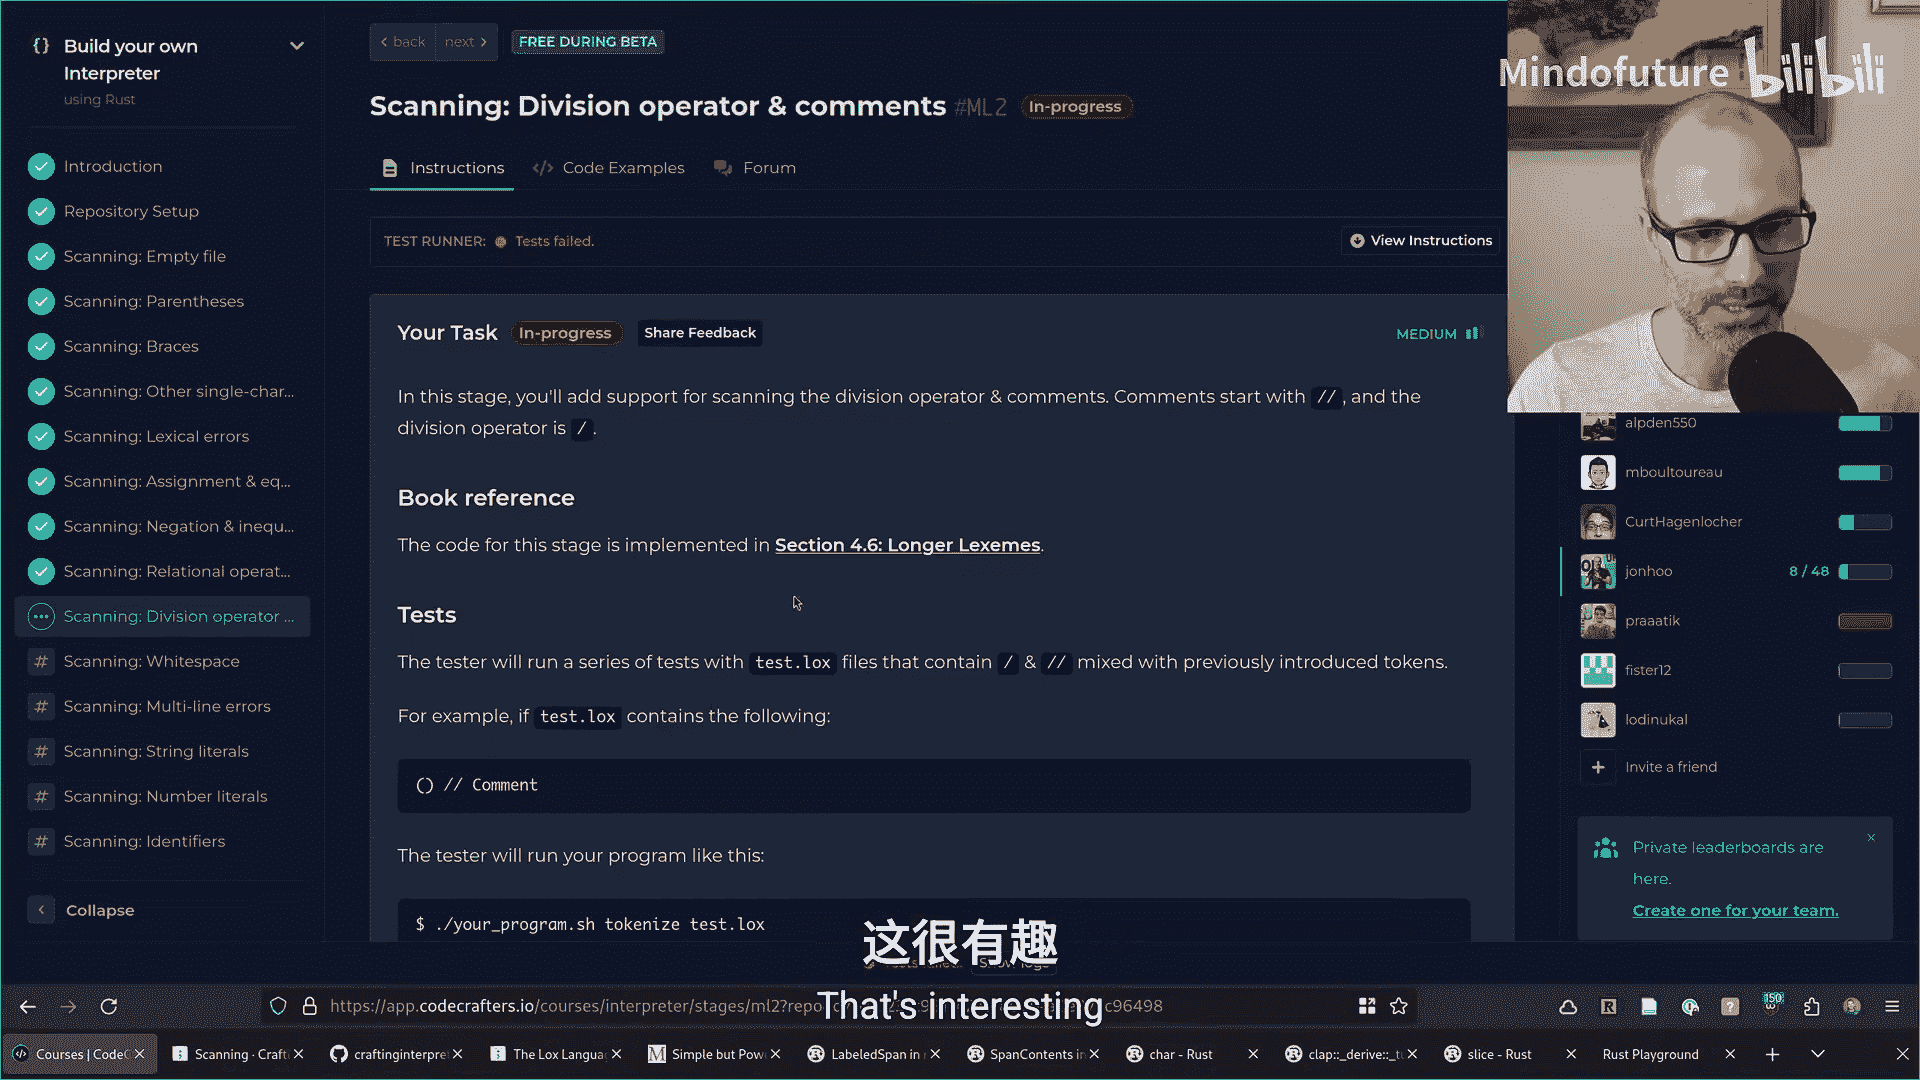 Build your own
Interpreter
using Rust
Introduction
Repository Setup
Scanning: Empty file
Scanning: Parentheses
Scanning: Braces
Scanning: Other single-char...
Scanning: Lexical errors
Scanning: Assignment & eq...
Scanning: Negation & inequ...
Scanning: Relational operat...
Scanning: Division operator ...
Scanning: Whitespace
Scanning: Multi-line errors
Scanning: String literals
Scanning: Number literals
Scanning: Identifiers
Collapse
back
next
FREE DURING BETA
Scanning: Division operator & comments #ML2 In-progress
Instructions
Code Examples
Forum
TEST RUNNER: Tests failed.
View Instructions
Your Task In-progress Share Feedback
MEDIUM
In this stage, you'll add support for scanning the division operator & comments. Comments start with //, and the
division operator is /.
Book reference
The code for this stage is implemented in Section 4.6: Longer Lexemes.
Tests
The tester will run a series of tests with test.lox files that contain / & // mixed with previously introduced tokens.
For example, if test.lox contains the following:
() // Comment
The tester will run your program like this:
$ ./your_program.sh tokenize test.lox
Mindofuture bilibili
alpden550
mboultoureau
CurtHagenlocher
jonhoo 8 / 48
praaatik
fister12
lodinukal
Invite a friend
Private leaderboards are
here.
Create one for your team.
这很有趣
That's interesting
https://app.codecrafters.io/courses/interpreter/stages/ml2?repo
c96498
150
Courses | Code
Scanning · Craft
craftinginterpre
The Lox Langua
Simple but Pow
LabeledSpan in
SpanContents in
char - Rust
clap::_derive::_t
slice - Rust
Rust Playground